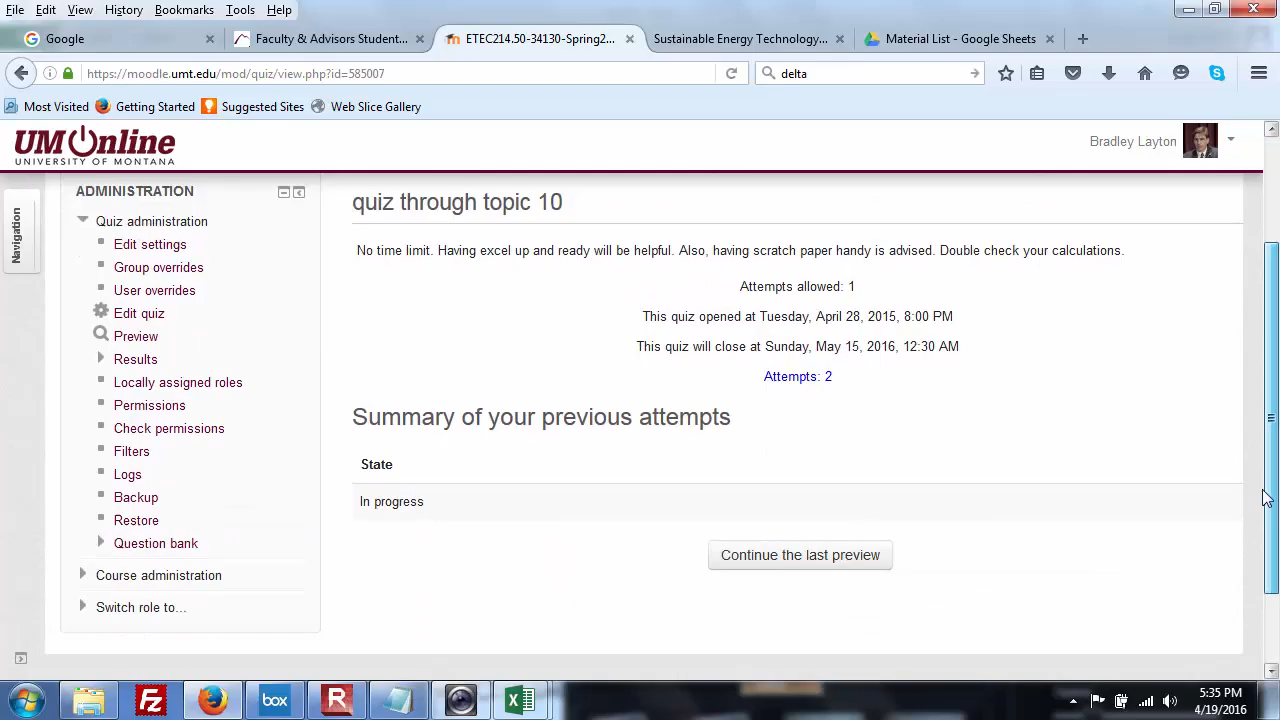 File Edit View History Bookmarks Tools Help
Google
Faculty & Advisors Student...
ETEC214.50-34130-Spring2...
Sustainable Energy Technology...
Material List - Google Sheets
https://moodle.umt.edu/mod/quiz/view.php?id=585007
delta
Most Visited Getting Started Suggested Sites Web Slice Gallery
UM Online
UNIVERSITY OF MONTANA
Bradley Layton
Navigation
ADMINISTRATION
Quiz administration
Edit settings
Group overrides
User overrides
Edit quiz
Preview
Results
Locally assigned roles
Permissions
Check permissions
Filters
Logs
Backup
Restore
Question bank
Course administration
Switch role to...
quiz through topic 10
No time limit. Having excel up and ready will be helpful. Also, having scratch paper handy is advised. Double check your calculations.
Attempts allowed: 1
This quiz opened at Tuesday, April 28, 2015, 8:00 PM
This quiz will close at Sunday, May 15, 2016, 12:30 AM
Attempts: 2
Summary of your previous attempts
State
In progress
Continue the last preview
Fz
box
R
5:35 PM
4/19/2016